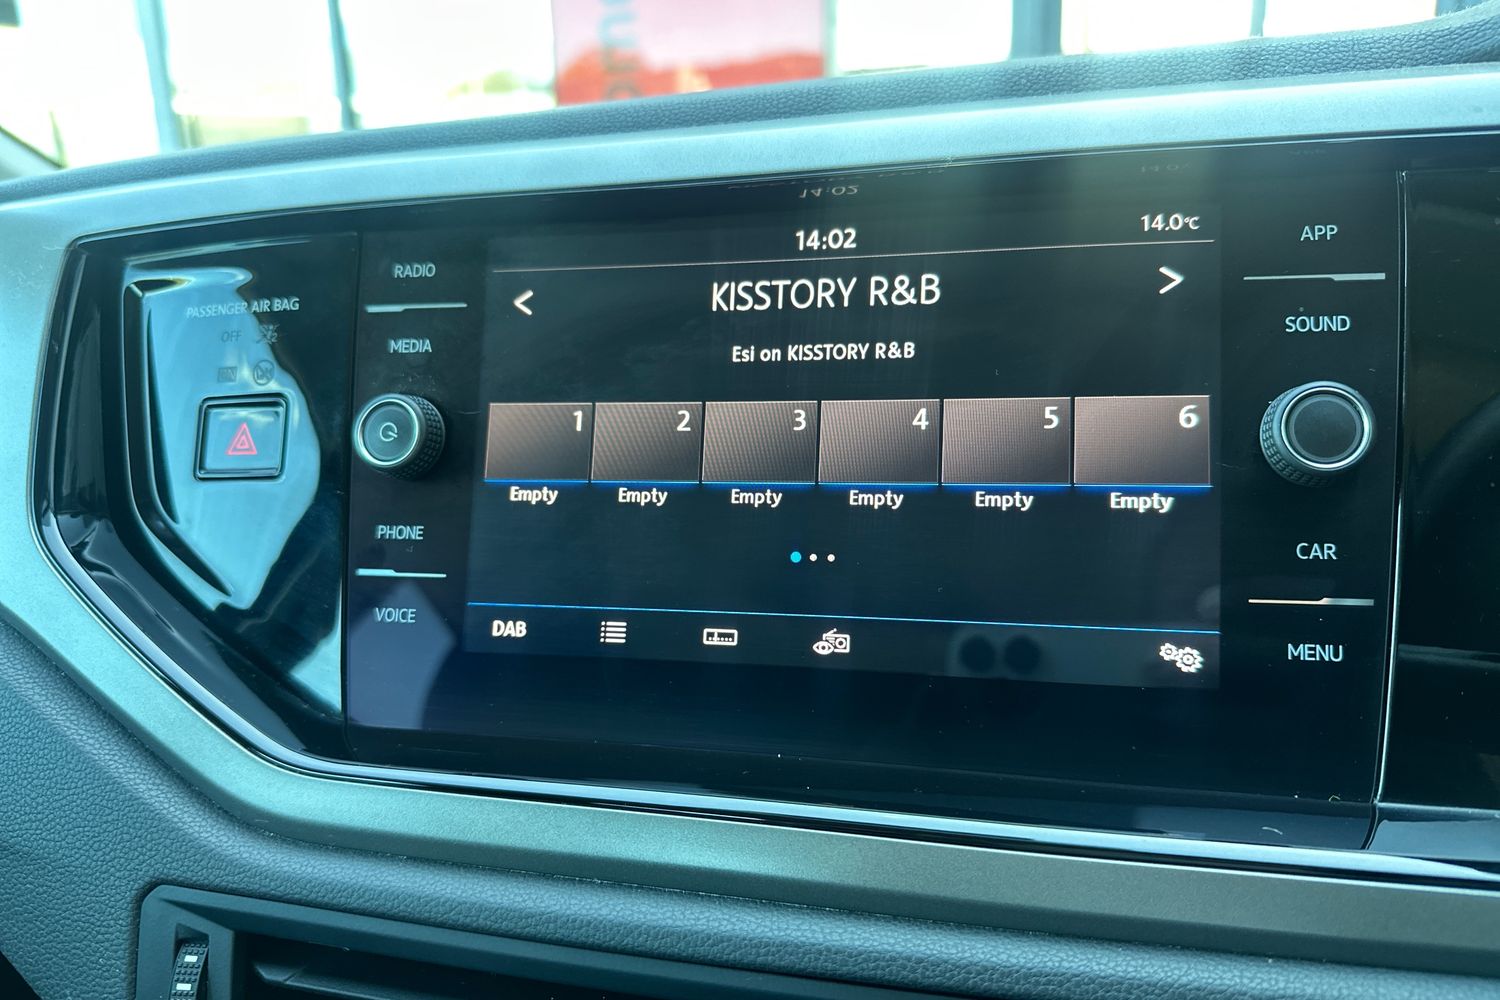 14:02
14.0°C
KISSTORY R&B
Esi on KISSTORY R&B
1 2 3 4 5 6
Empty Empty Empty Empty Empty Empty
DAB
RADIO
MEDIA
PHONE
VOICE
APP
SOUND
CAR
MENU
PASSENGER AIR BAG
OFF
ON